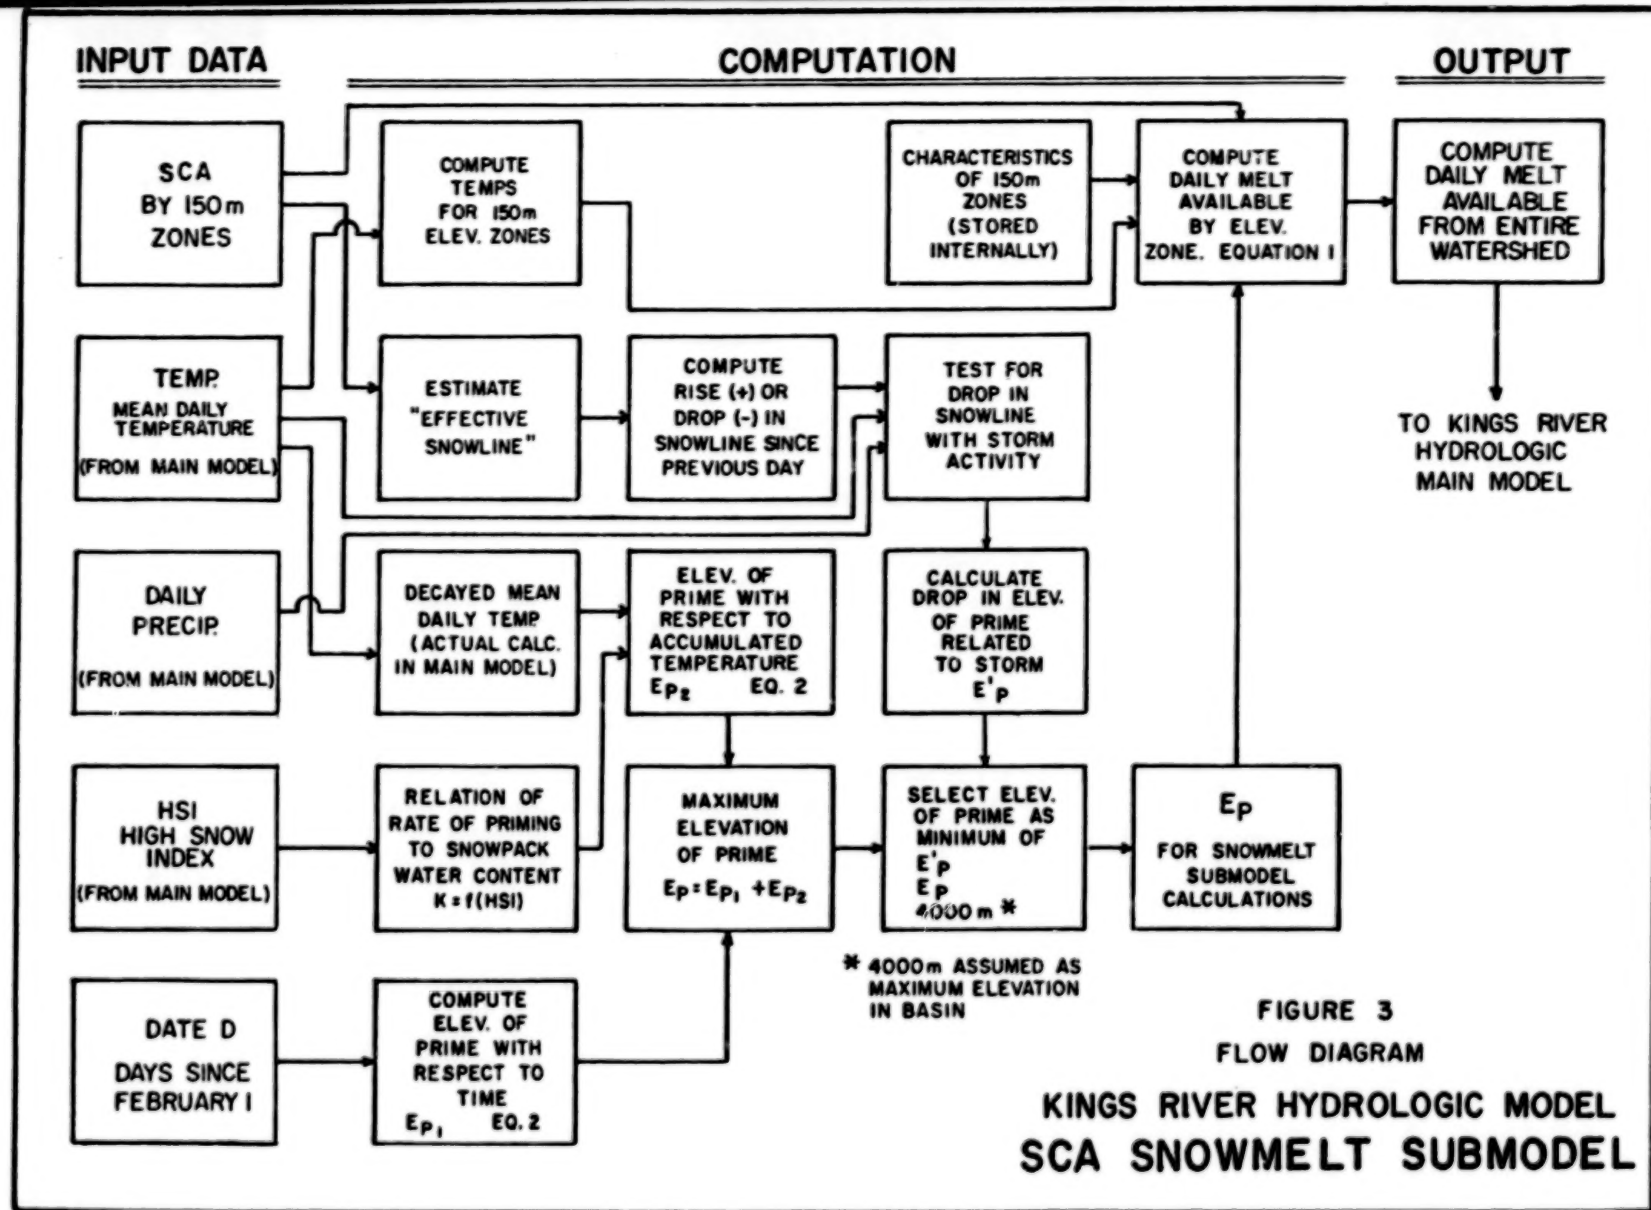 INPUT DATA
COMPUTATION
OUTPUT
SCA
BY 150m
ZONES
COMPUTE
TEMPS
FOR 150m
ELEV. ZONES
CHARACTERISTICS
OF 150m
ZONES
(STORED
INTERNALLY)
COMPUTE
DAILY MELT
AVAILABLE
BY ELEV.
ZONE. EQUATION 1
COMPUTE
DAILY MELT
AVAILABLE
FROM ENTIRE
WATERSHED
TEMP.
MEAN DAILY
TEMPERATURE
(FROM MAIN MODEL)
ESTIMATE
"EFFECTIVE
SNOWLINE"
COMPUTE
RISE (+) OR
DROP (-) IN
SNOWLINE SINCE
PREVIOUS DAY
TEST FOR
DROP IN
SNOWLINE
WITH STORM
ACTIVITY
TO KINGS RIVER
HYDROLOGIC
MAIN MODEL
DAILY
PRECIP.
(FROM MAIN MODEL)
DECAYED MEAN
DAILY TEMP.
(ACTUAL CALC.
IN MAIN MODEL)
ELEV. OF
PRIME WITH
RESPECT TO
ACCUMULATED
TEMPERATURE
EP2 EQ. 2
CALCULATE
DROP IN ELEV.
OF PRIME
RELATED
TO STORM
E'P
HSI
HIGH SNOW
INDEX
(FROM MAIN MODEL)
RELATION OF
RATE OF PRIMING
TO SNOWPACK
WATER CONTENT
K = f(HSI)
MAXIMUM
ELEVATION
OF PRIME
EP = EP1 + EP2
SELECT ELEV.
OF PRIME AS
MINIMUM OF
E'P
EP
4000m *
EP
FOR SNOWMELT
SUBMODEL
CALCULATIONS
* 4000m ASSUMED AS
MAXIMUM ELEVATION
IN BASIN
DATE D
DAYS SINCE
FEBRUARY 1
COMPUTE
ELEV. OF
PRIME WITH
RESPECT TO
TIME
EP1 EQ. 2
FIGURE 3
FLOW DIAGRAM
KINGS RIVER HYDROLOGIC MODEL
SCA SNOWMELT SUBMODEL